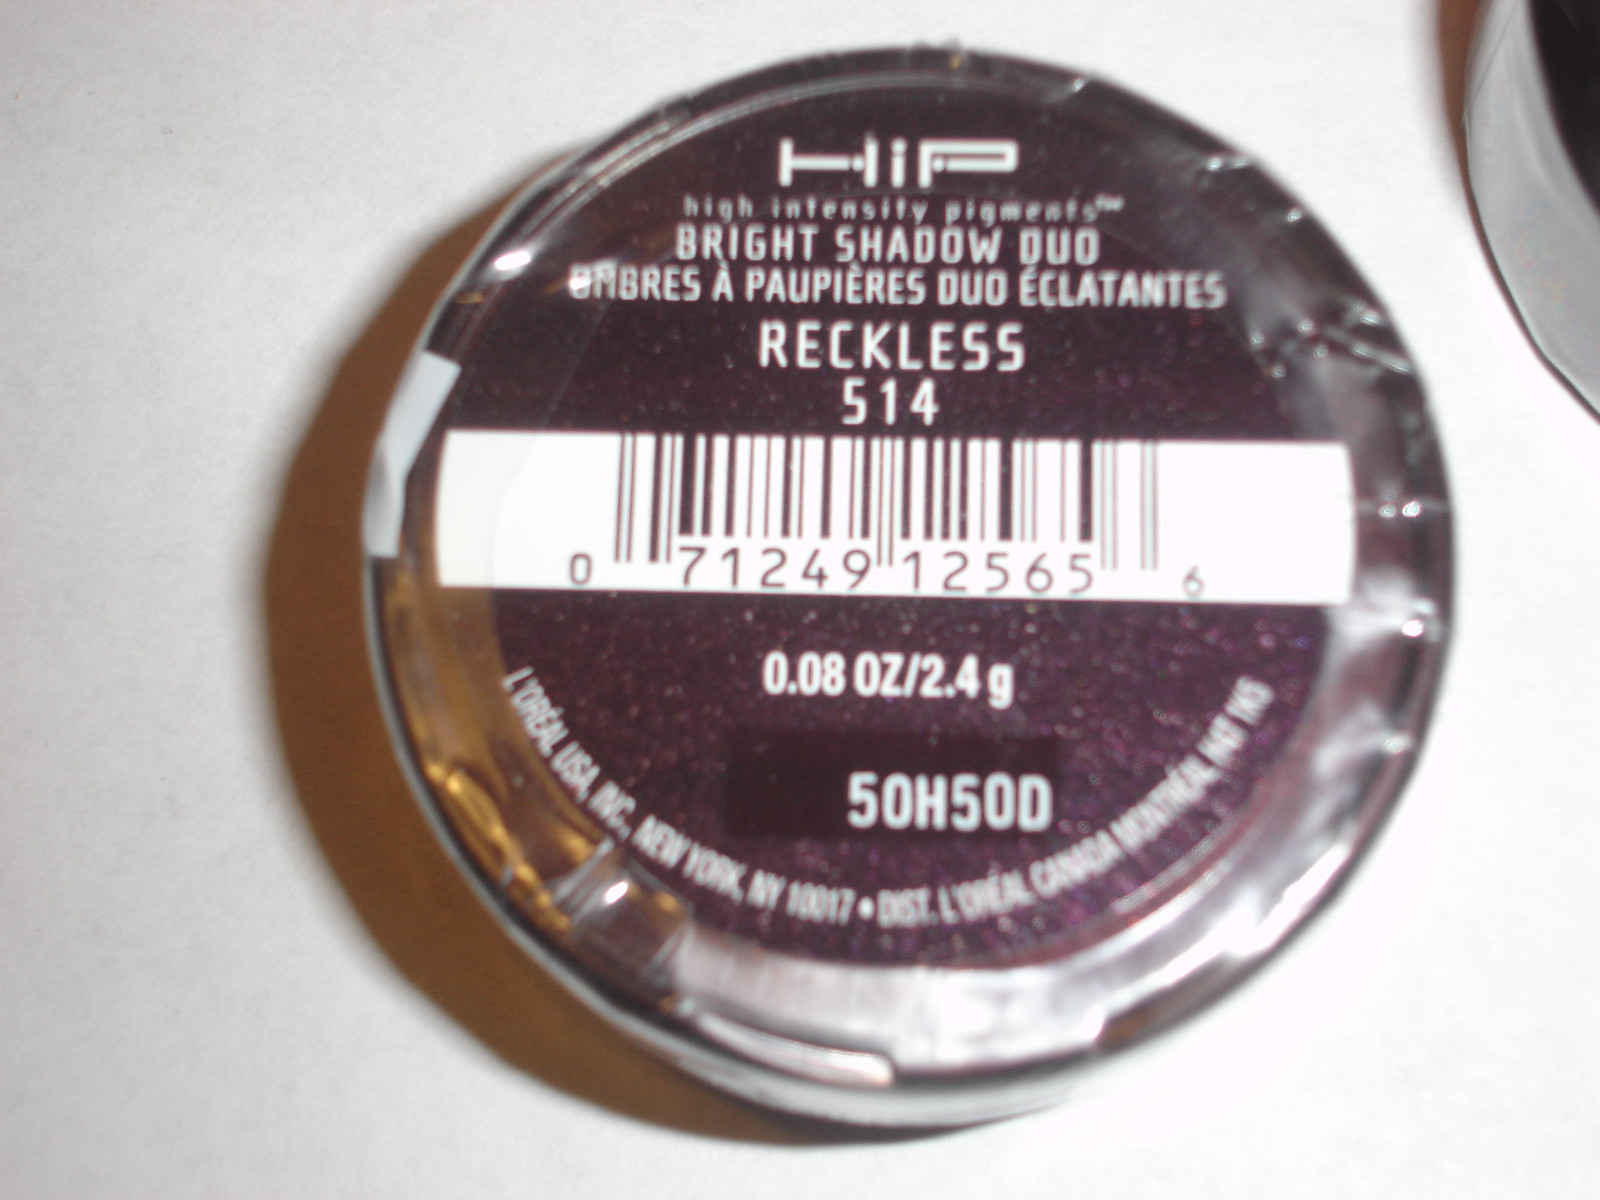 HiP
high intensity pigments™
BRIGHT SHADOW DUO
OMBRES À PAUPIÈRES DUO ÉCLATANTES
RECKLESS
514
0 71249 12565 6
0.08 OZ/2.4 g
50H50D
L'ORÉAL USA, INC., NEW YORK, NY 10017 • DIST. L'ORÉAL CANADA MONTRÉAL H4T 1K5